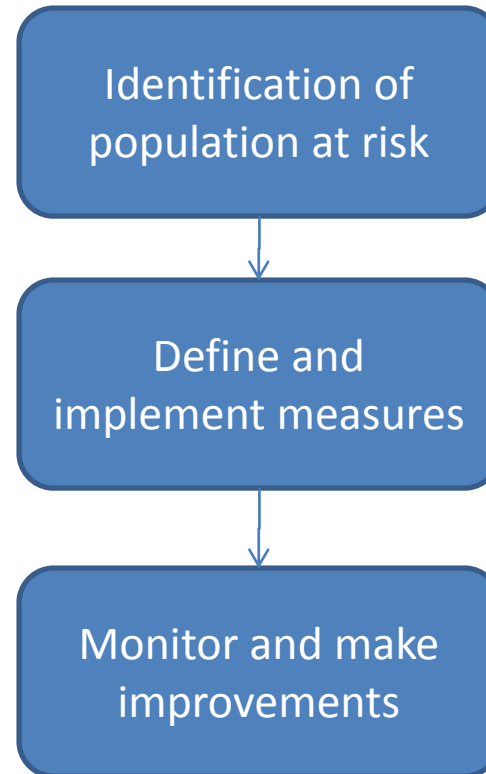 Identification of
population at risk
Define and
implement measures
Monitor and make
improvements